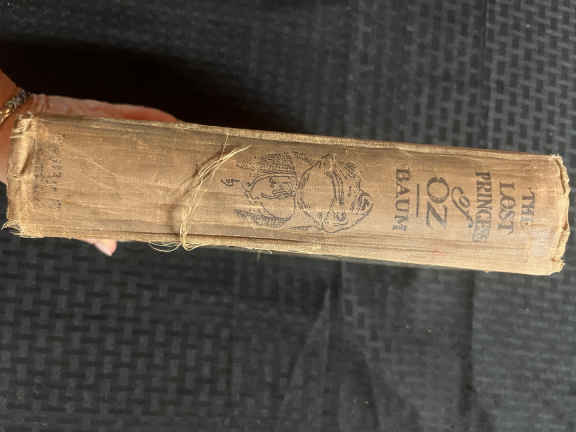 THE
LOST
PRINCESS
of
OZ
BAUM